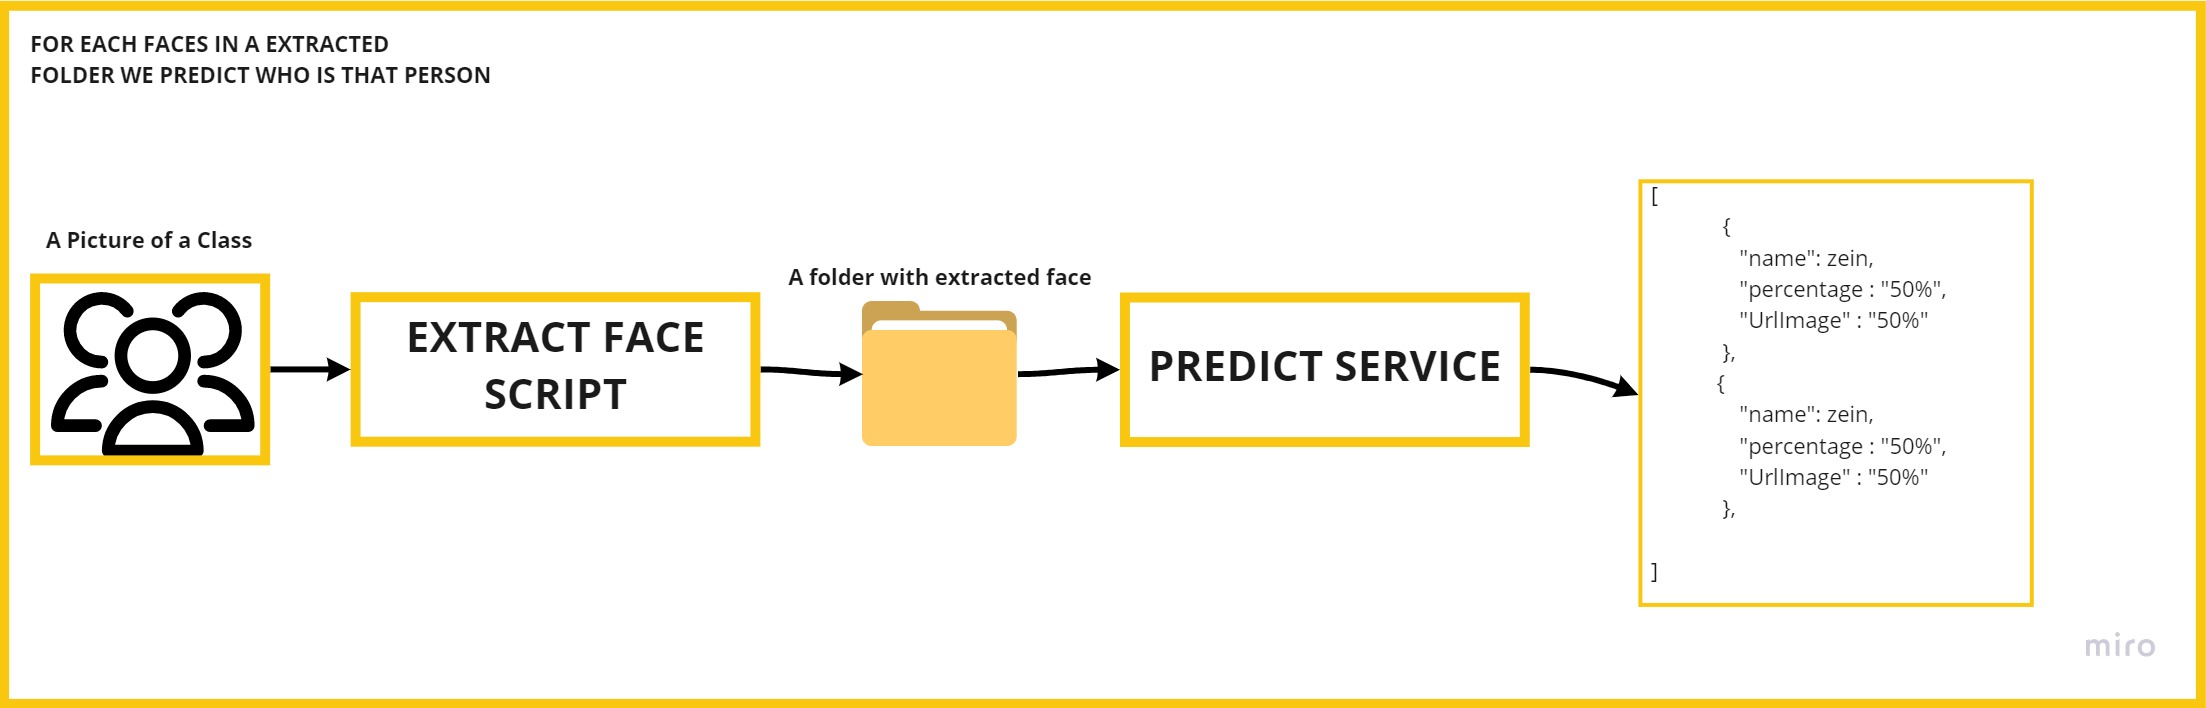 FOR EACH FACES IN A EXTRACTED
FOLDER WE PREDICT WHO IS THAT PERSON
A Picture of a Class
EXTRACT FACE
SCRIPT
A folder with extracted face
PREDICT SERVICE
[
{
"name": zein,
"percentage : "50%",
"UrlImage" : "50%"
},
{
"name": zein,
"percentage : "50%",
"UrlImage" : "50%"
},
]
miro